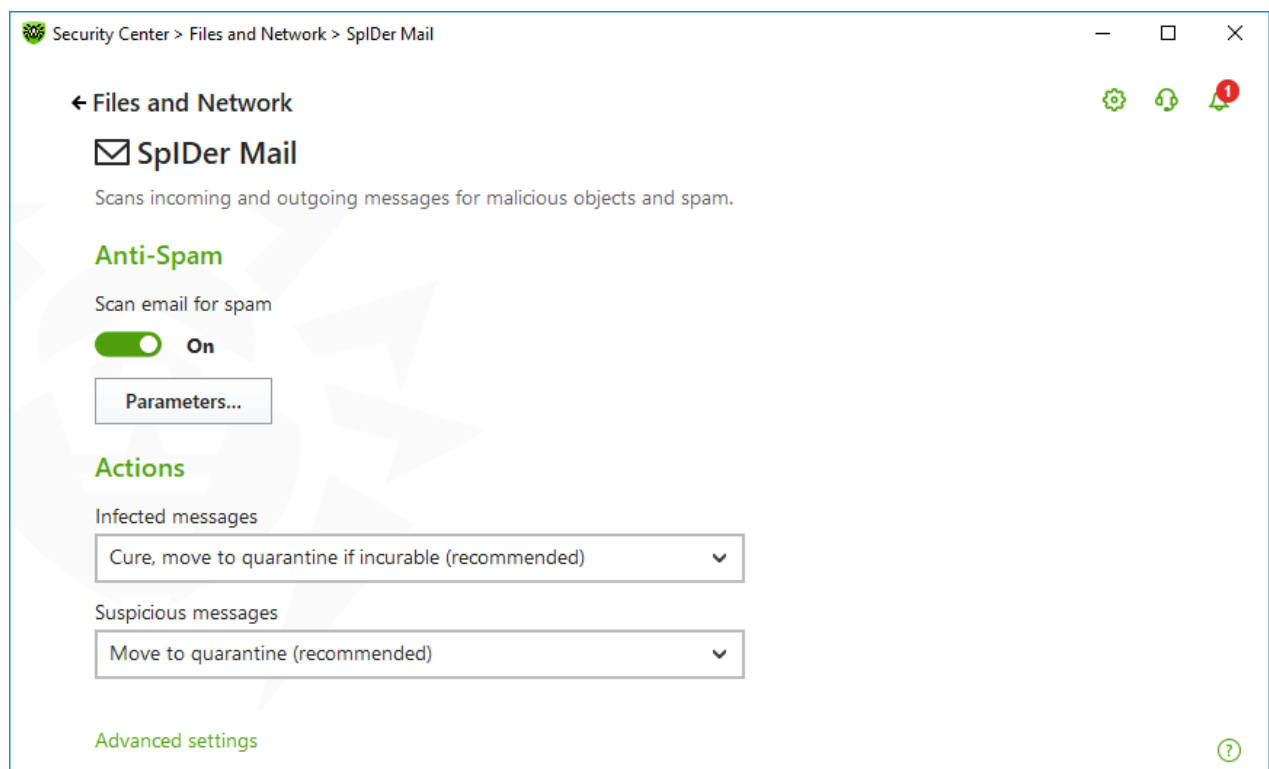 Security Center > Files and Network > SpIDer Mail
Files and Network
1
SpIDer Mail
Scans incoming and outgoing messages for malicious objects and spam.
Anti-Spam
Scan email for spam
On
Parameters...
Actions
Infected messages
Cure, move to quarantine if incurable (recommended)
Suspicious messages
Move to quarantine (recommended)
Advanced settings
?